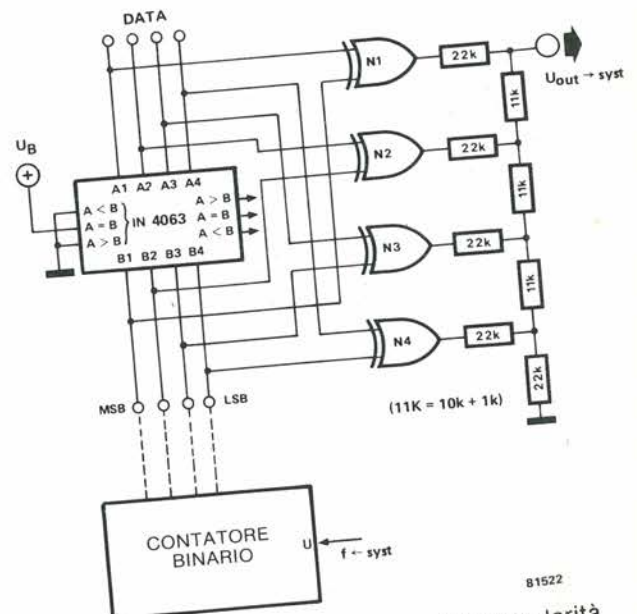 DATA
N1
22k
U_out → syst
11k
U_B
N2
22k
A1 A2 A3 A4
A < B
A = B
A > B
IN 4063
A > B
A = B
A < B
B1 B2 B3 B4
11k
N3
22k
11k
N4
22k
22k
MSB
LSB
(11K = 10k + 1k)
CONTATORE
BINARIO
U
f ← syst
81522